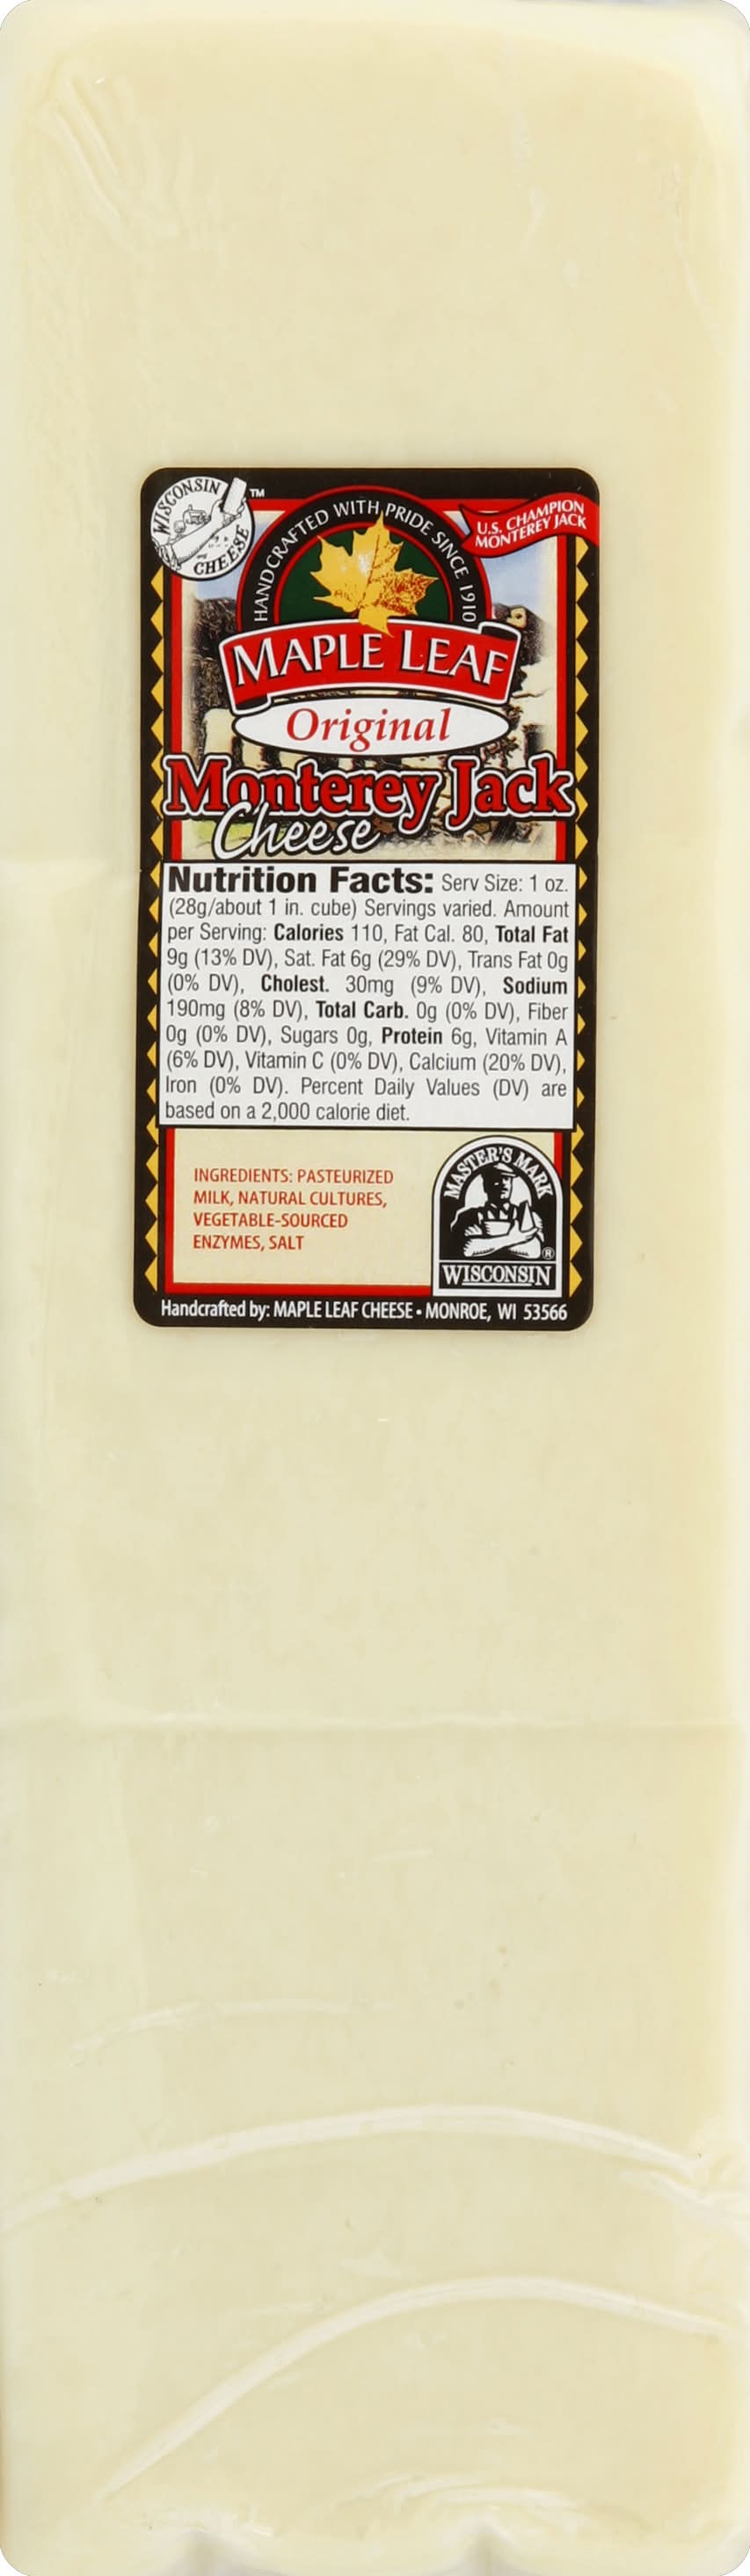 WISCONSIN
CHEESE
TM
HANDCRAFTED WITH PRIDE SINCE 1910
U.S. CHAMPION
MONTEREY JACK
MAPLE LEAF
Original
Monterey Jack
Cheese
Nutrition Facts: Serv Size: 1 oz.
(28g/about 1 in. cube) Servings varied. Amount
per Serving: Calories 110, Fat Cal. 80, Total Fat
9g (13% DV), Sat. Fat 6g (29% DV), Trans Fat 0g
(0% DV), Cholest. 30mg (9% DV), Sodium
190mg (8% DV), Total Carb. 0g (0% DV), Fiber
0g (0% DV), Sugars 0g, Protein 6g, Vitamin A
(6% DV), Vitamin C (0% DV), Calcium (20% DV),
Iron (0% DV). Percent Daily Values (DV) are
based on a 2,000 calorie diet.
INGREDIENTS: PASTEURIZED
MILK, NATURAL CULTURES,
VEGETABLE-SOURCED
ENZYMES, SALT
MASTER'S MARK
®
WISCONSIN
Handcrafted by: MAPLE LEAF CHEESE • MONROE, WI 53566